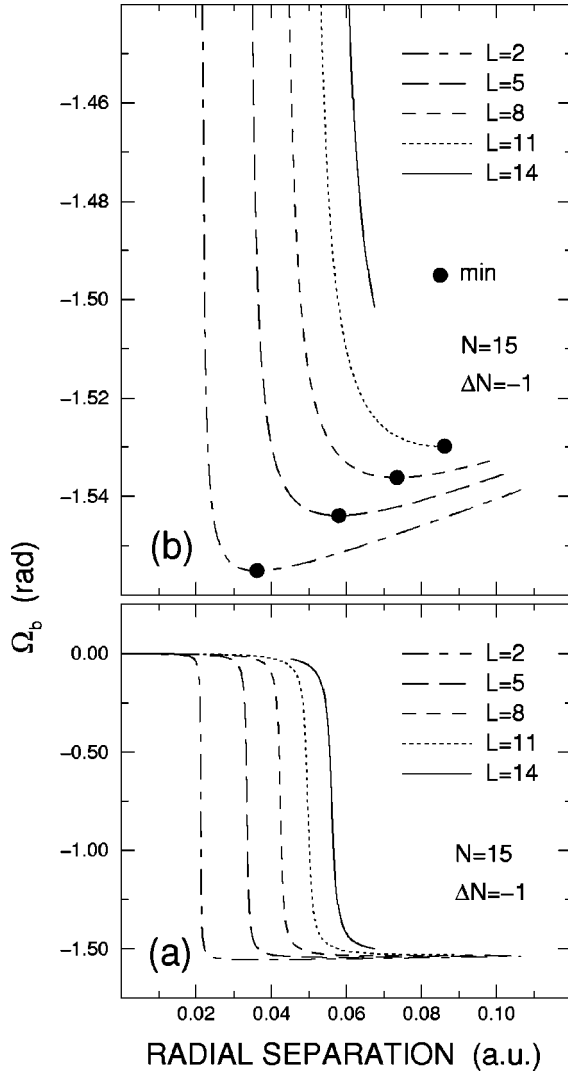 L=2
L=5
L=8
L=11
L=14
min
N=15
ΔN=−1
−1.46
−1.48
−1.50
−1.52
−1.54
(b)
Ω_b (rad)
L=2
L=5
L=8
L=11
L=14
N=15
ΔN=−1
0.00
−0.50
−1.00
−1.50
(a)
0.02 0.04 0.06 0.08 0.10
RADIAL SEPARATION (a.u.)